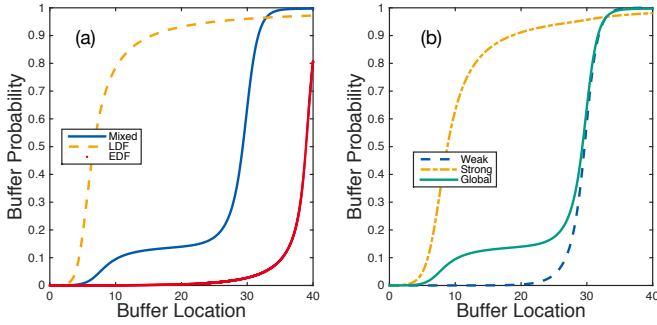 (a)
Buffer Probability
1
0.9
0.8
0.7
0.6
0.5
0.4
0.3
0.2
0.1
0
Mixed
LDF
EDF
0 10 20 30 40
Buffer Location
(b)
Buffer Probability
1
0.9
0.8
0.7
0.6
0.5
0.4
0.3
0.2
0.1
0
Weak
Strong
Global
0 10 20 30 40
Buffer Location